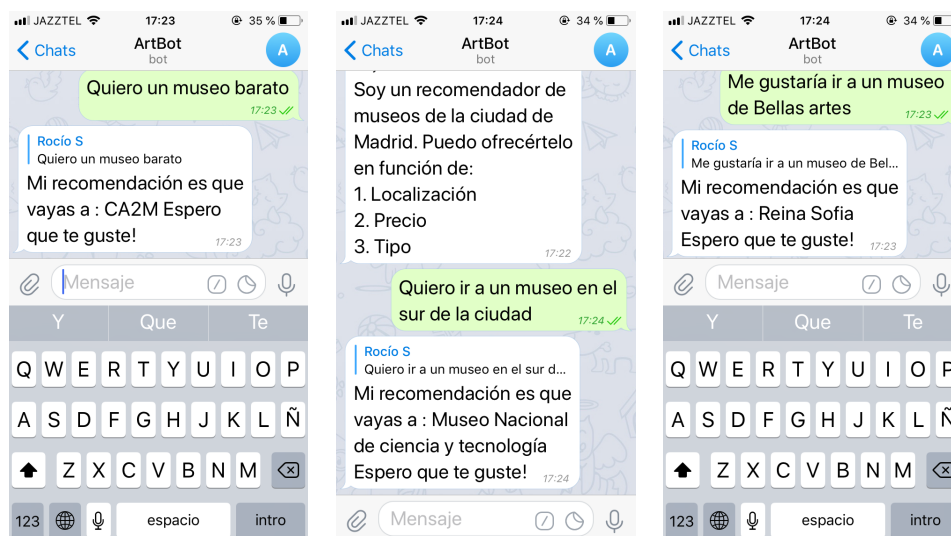 JAZZTEL 17:23 35 %
Chats ArtBot A
bot
Quiero un museo barato
17:23
Rocío S
Quiero un museo barato
Mi recomendación es que
vayas a : CA2M Espero
que te guste!
17:23
Mensaje
Y Que Te
Q W E R T Y U I O P
A S D F G H J K L Ñ
Z X C V B N M
123 espacio intro
JAZZTEL 17:24 34 %
Chats ArtBot A
bot
Soy un recomendador de
museos de la ciudad de
Madrid. Puedo ofrecértelo
en función de:
1. Localización
2. Precio
3. Tipo
17:22
Quiero ir a un museo en el
sur de la ciudad
17:24
Rocío S
Quiero ir a un museo en el sur d...
Mi recomendación es que
vayas a : Museo Nacional
de ciencia y tecnología
Espero que te guste!
17:24
Mensaje
JAZZTEL 17:24 34 %
Chats ArtBot A
bot
Me gustaría ir a un museo
de Bellas artes
17:23
Rocío S
Me gustaría ir a un museo de Bel...
Mi recomendación es que
vayas a : Reina Sofia
Espero que te guste!
17:23
Mensaje
Y Que Te
Q W E R T Y U I O P
A S D F G H J K L Ñ
Z X C V B N M
123 espacio intro